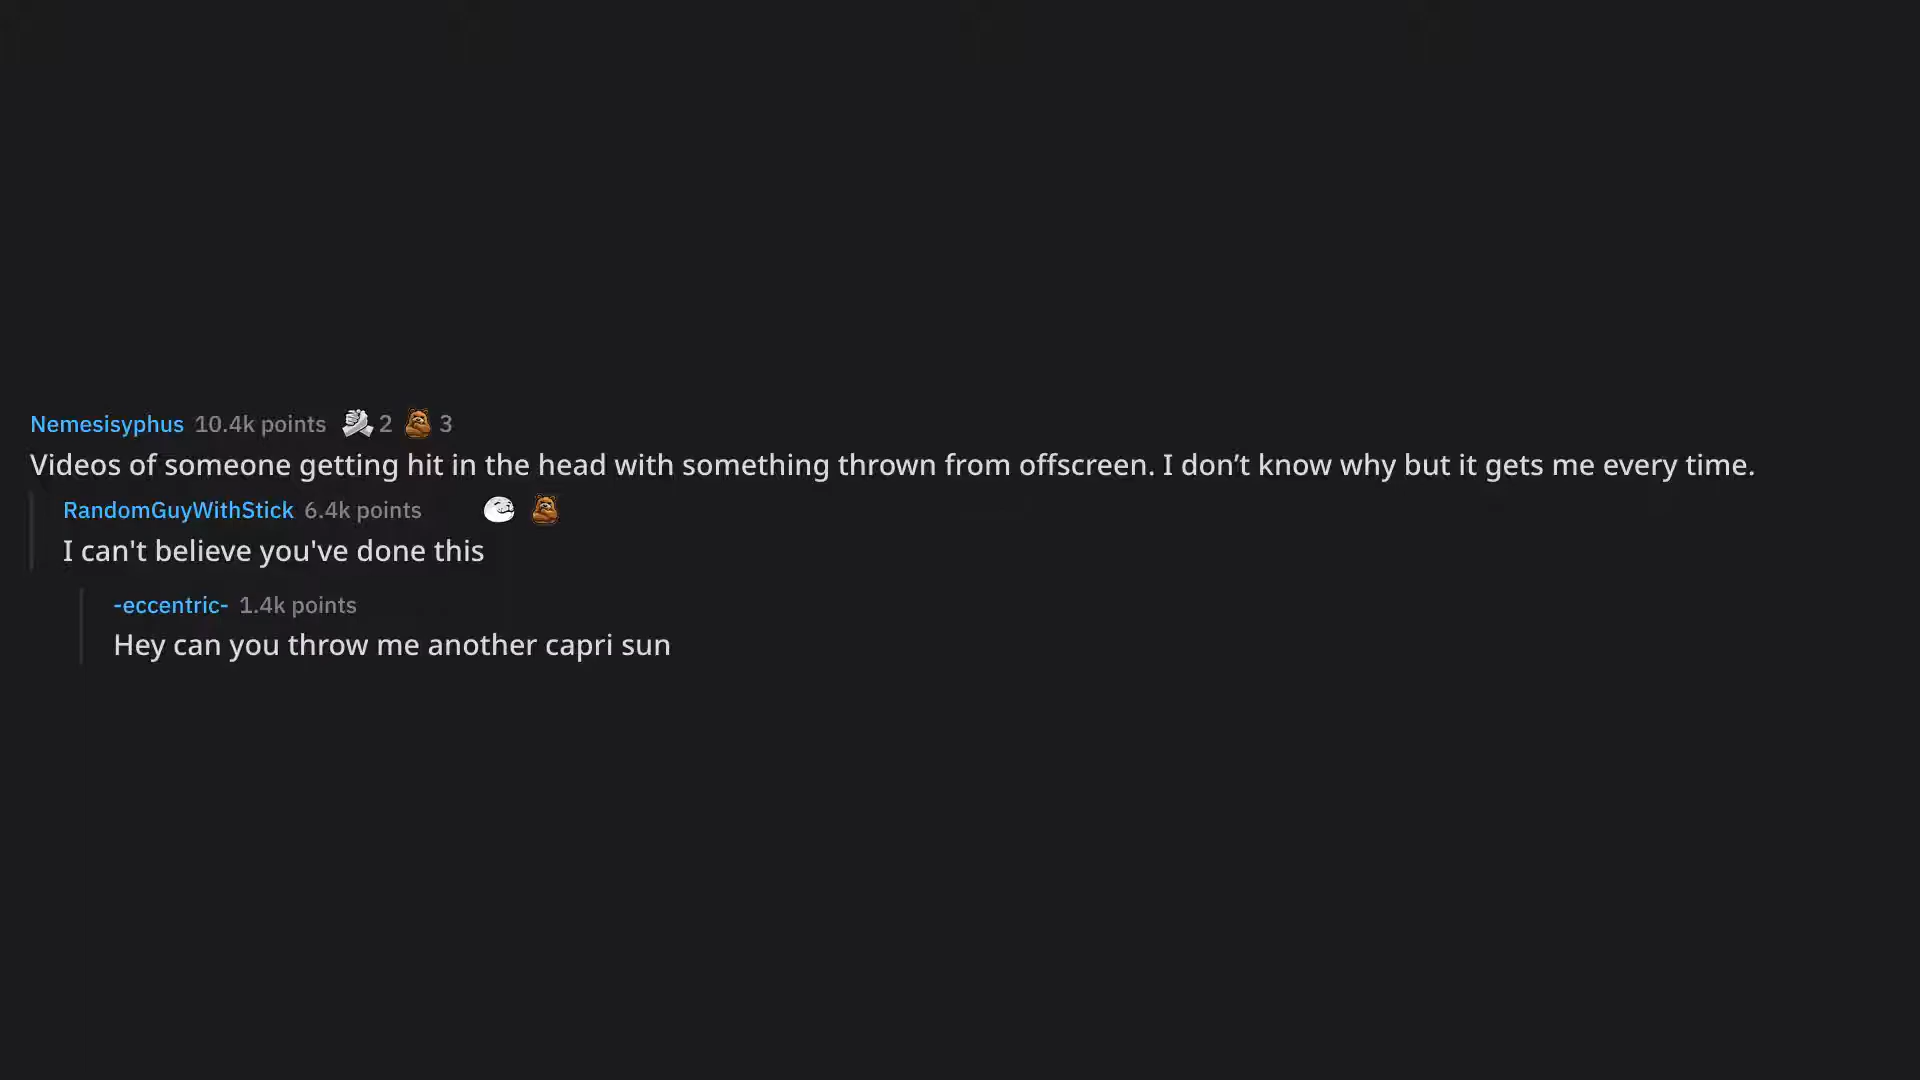 Nemesisyphus 10.4k points 2 3
Videos of someone getting hit in the head with something thrown from offscreen. I don’t know why but it gets me every time.
RandomGuyWithStick 6.4k points
I can't believe you've done this
-eccentric- 1.4k points
Hey can you throw me another capri sun